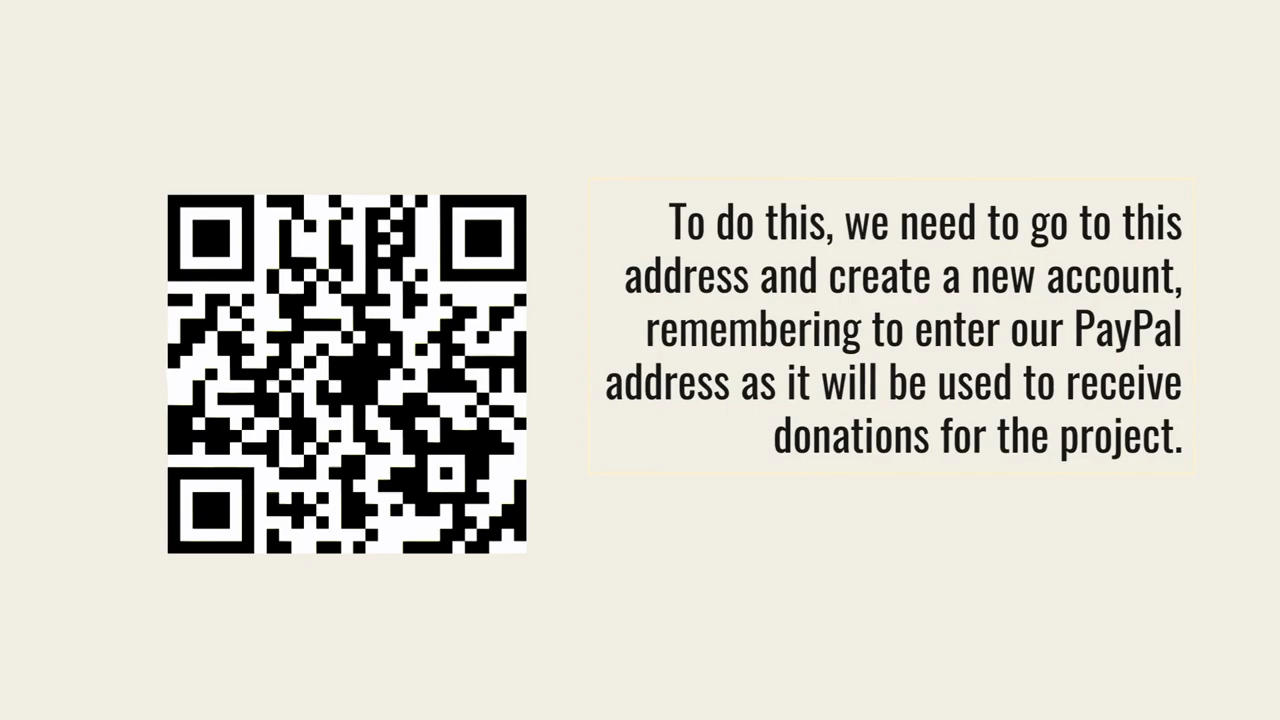 To do this, we need to go to this
address and create a new account,
remembering to enter our PayPal
address as it will be used to receive
donations for the project.